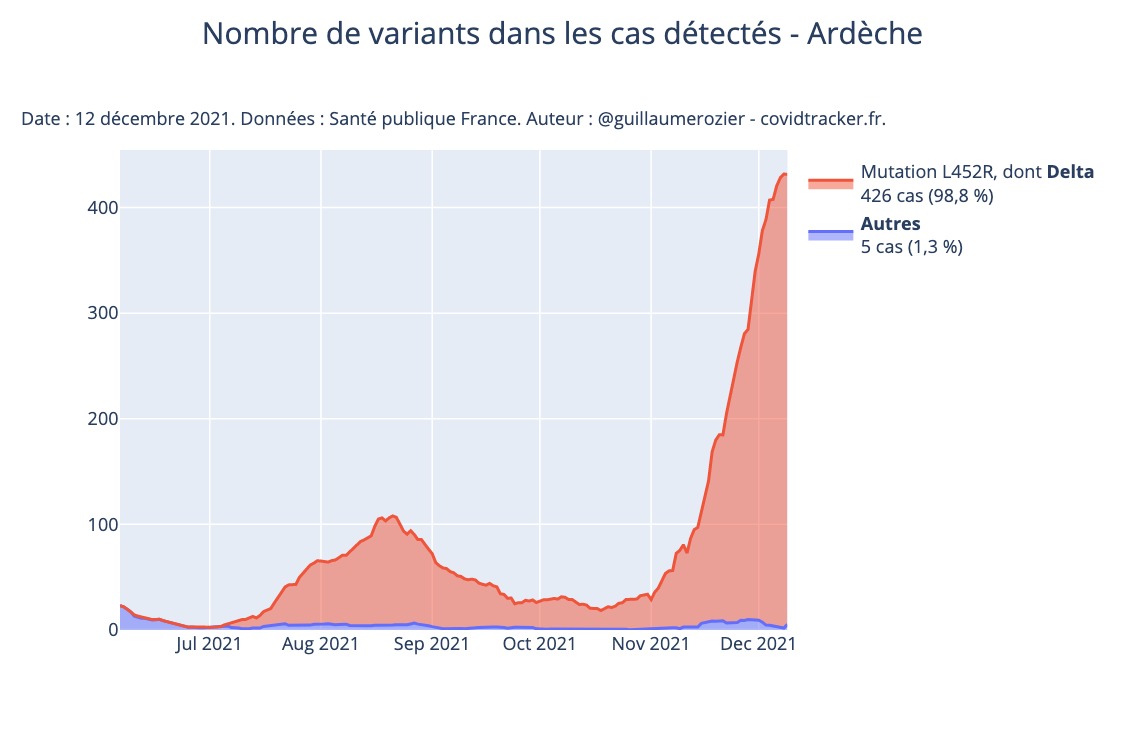 Nombre de variants dans les cas détectés - Ardèche
Date : 12 décembre 2021. Données : Santé publique France. Auteur : @guillaumerozier - covidtracker.fr.
Mutation L452R, dont Delta
426 cas (98,8 %)
Autres
5 cas (1,3 %)
400
300
200
100
0
Jul 2021
Aug 2021
Sep 2021
Oct 2021
Nov 2021
Dec 2021